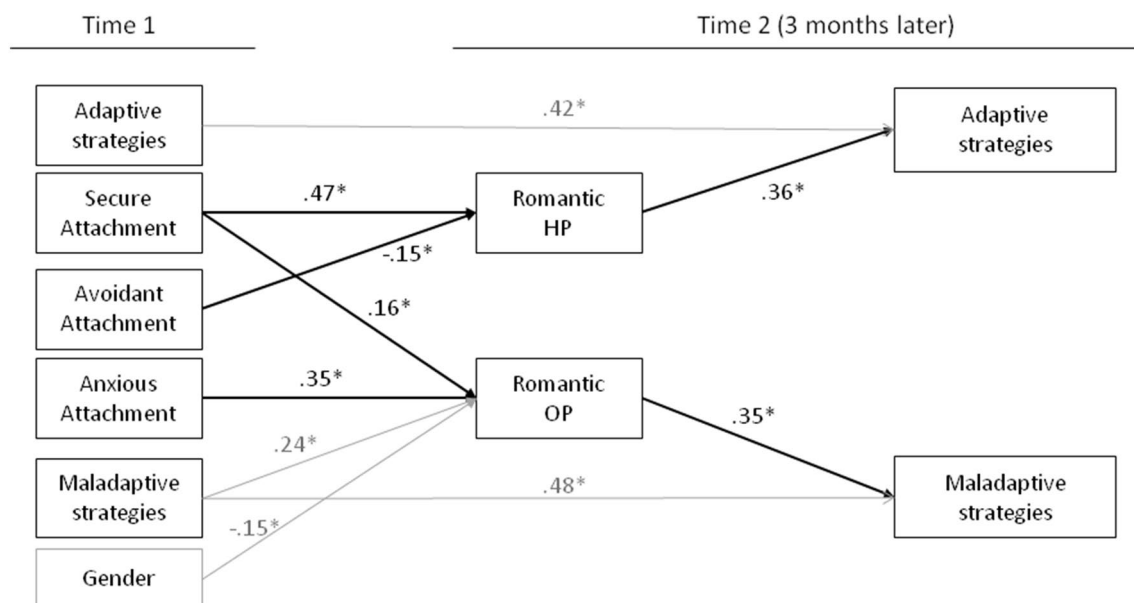 Time 1
Time 2 (3 months later)
Adaptive
strategies
.42*
Adaptive
strategies
Secure
Attachment
.47*
Romantic
HP
.36*
-.15*
Avoidant
Attachment
.16*
Anxious
Attachment
.35*
Romantic
OP
.35*
.24*
Maladaptive
strategies
.48*
Maladaptive
strategies
-.15*
Gender